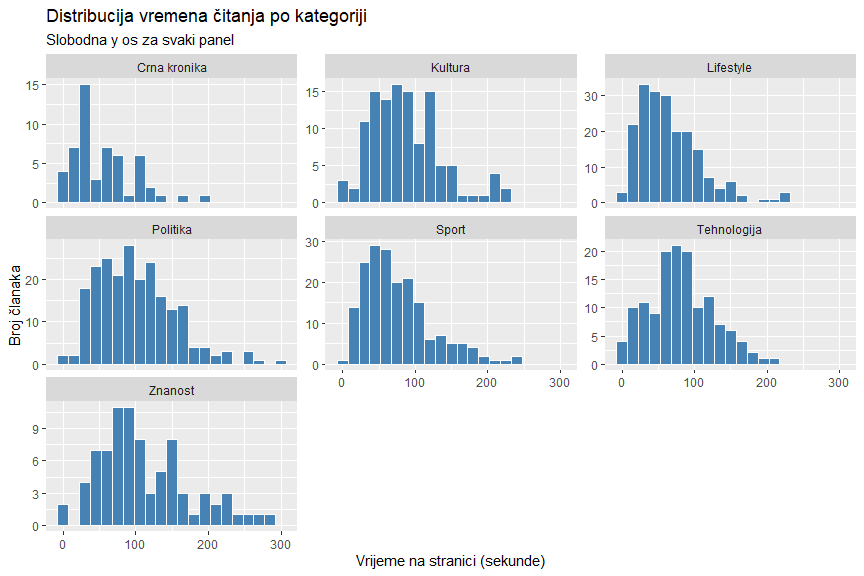 Distribucija vremena čitanja po kategoriji
Slobodna y os za svaki panel
Crna kronika
Kultura
Lifestyle
15
10
5
0
15
10
5
0
30
20
10
0
Politika
Sport
Tehnologija
20
10
0
30
20
10
0
20
15
10
5
0
0 100 200 300
0 100 200 300
Znanost
9
6
3
0
0 100 200 300
Broj članaka
Vrijeme na stranici (sekunde)